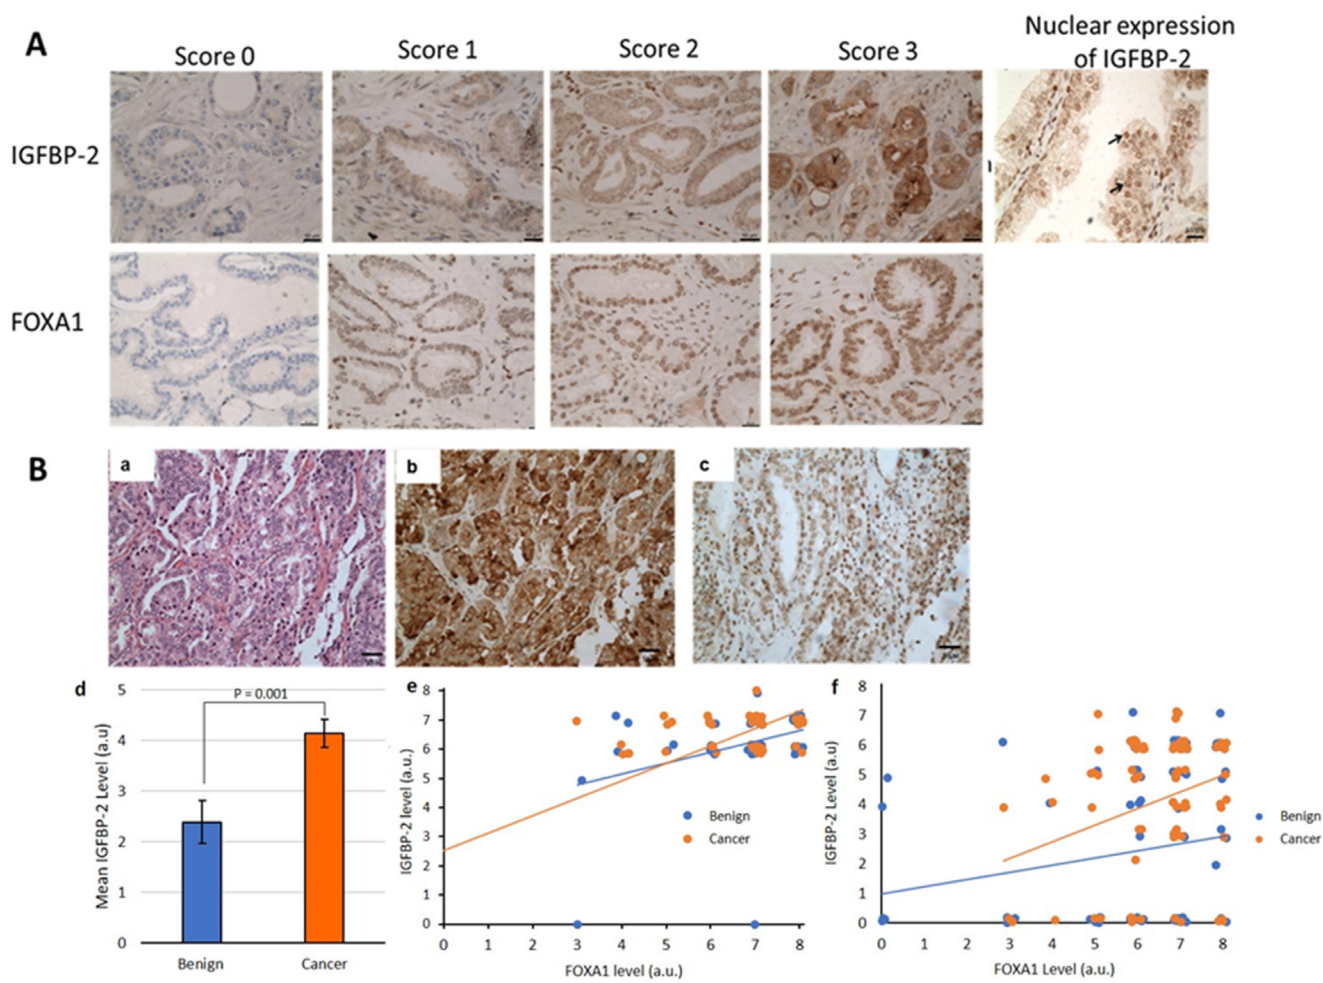 A
Score 0
Score 1
Score 2
Score 3
Nuclear expression
of IGFBP-2
IGFBP-2
FOXA1
B
a
b
c
d
Mean IGFBP-2 Level (a.u)
5
4
3
2
1
0
P = 0.001
Benign
Cancer
e
IGFBP-2 level (a.u.)
8
7
6
5
4
3
2
1
0
0 1 2 3 4 5 6 7 8
FOXA1 level (a.u.)
Benign
Cancer
f
IGFBP-2 Level (a.u)
8
7
6
5
4
3
2
1
0
0 1 2 3 4 5 6 7 8
FOXA1 Level (a.u.)
Benign
Cancer